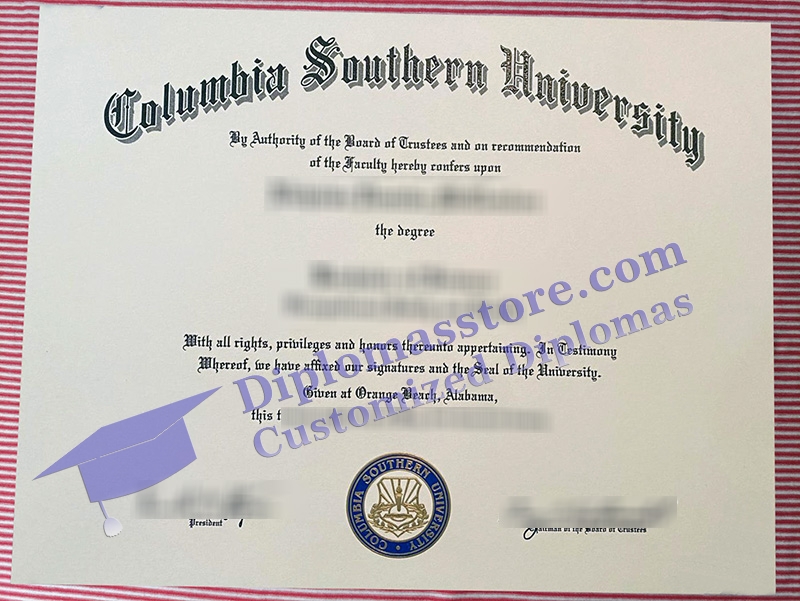 Columbia Southern University
By Authority of the Board of Trustees and on recommendation
of the Faculty hereby confers upon
the degree
Diplomasstore.com
Customized Diplomas
With all rights, privileges and honors thereunto appertaining. In Testimony
Whereof, we have affixed our signatures and the Seal of the University.
Given at Orange Beach, Alabama,
this
President
COLUMBIA SOUTHERN UNIVERSITY
Chairman of the Board of Trustees